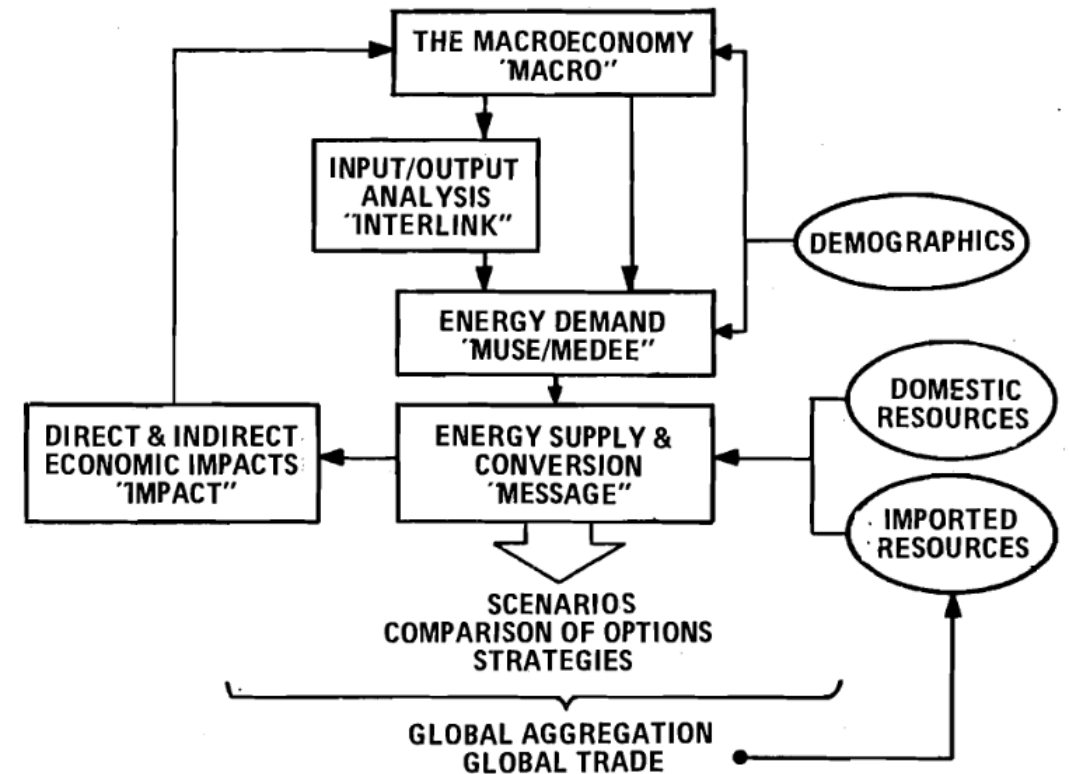 THE MACROECONOMY
"MACRO"
INPUT/OUTPUT
ANALYSIS
"INTERLINK"
DEMOGRAPHICS
ENERGY DEMAND
"MUSE/MEDEE"
DOMESTIC
RESOURCES
DIRECT & INDIRECT
ECONOMIC IMPACTS
"IMPACT"
ENERGY SUPPLY &
CONVERSION
"MESSAGE"
IMPORTED
RESOURCES
SCENARIOS
COMPARISON OF OPTIONS
STRATEGIES
GLOBAL AGGREGATION
GLOBAL TRADE